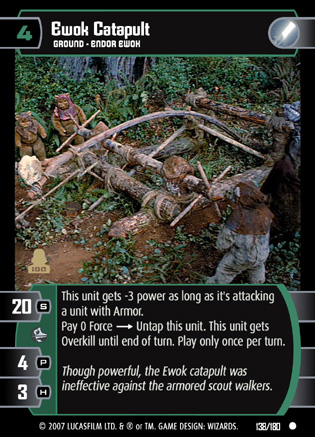 4
Ewok Catapult
GROUND - ENDOR EWOK
100
20 S
4 P
3 H
This unit gets -3 power as long as it's attacking
a unit with Armor.
Pay 0 Force → Untap this unit. This unit gets
Overkill until end of turn. Play only once per turn.
Though powerful, the Ewok catapult was
ineffective against the armored scout walkers.
© 2007 LUCASFILM LTD. & ® or TM. GAME DESIGN: WIZARDS.
138/180